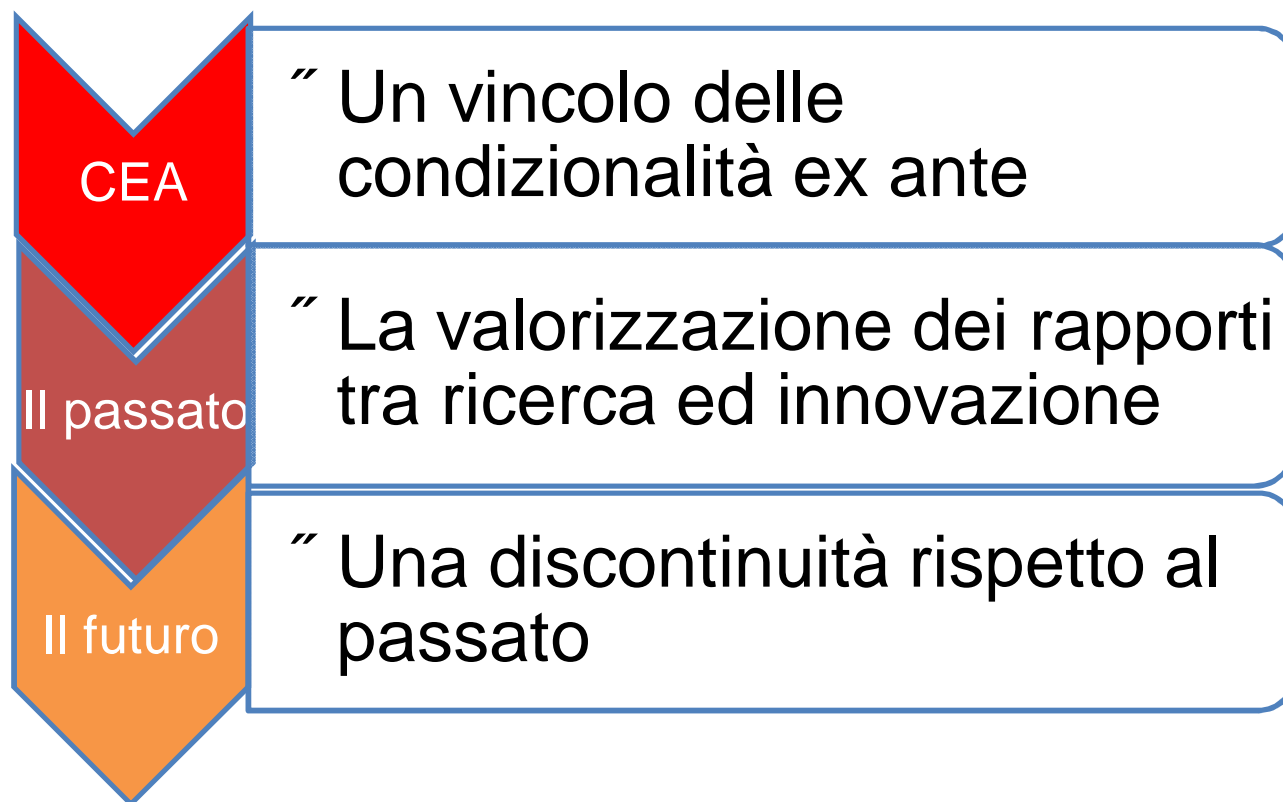 CEA
˝ Un vincolo delle
condizionalità ex ante
Il passato
˝ La valorizzazione dei rapporti
tra ricerca ed innovazione
Il futuro
˝ Una discontinuità rispetto al
passato